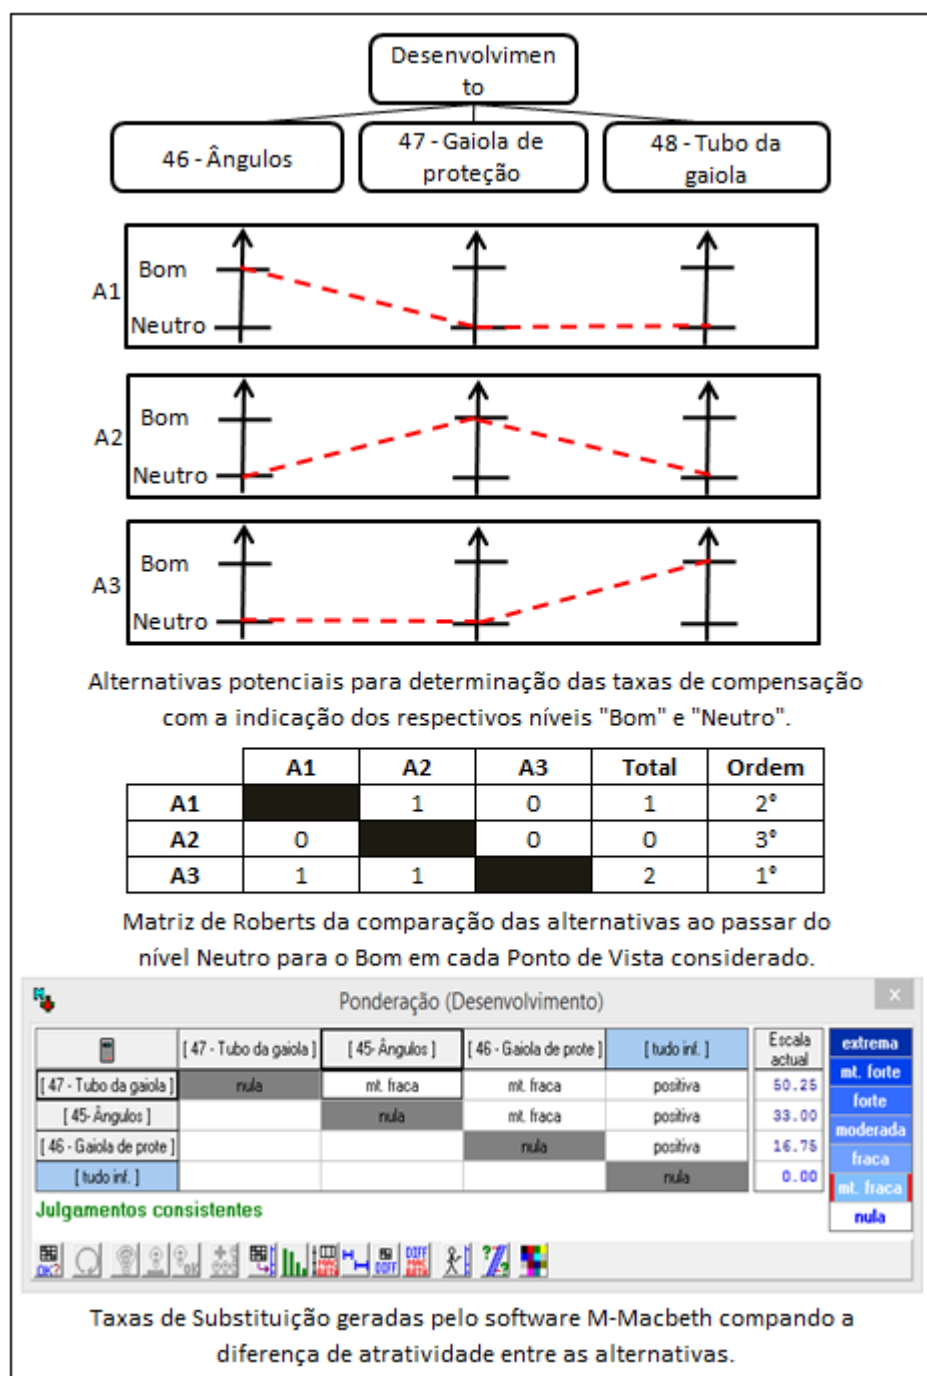 Desenvolvimen
to
46 - Ângulos
47 - Gaiola de
proteção
48 - Tubo da
gaiola
A1
Bom
Neutro
A2
Bom
Neutro
A3
Bom
Neutro
Alternativas potenciais para determinação das taxas de compensação
com a indicação dos respectivos níveis "Bom" e "Neutro".
A1 A2 A3 Total Ordem
A1 1 0 1 2°
A2 0 0 0 3°
A3 1 1 2 1°
Matriz de Roberts da comparação das alternativas ao passar do
nível Neutro para o Bom em cada Ponto de Vista considerado.
Ponderação (Desenvolvimento)
x
[ 47 - Tubo da gaiola ] [ 45- Ângulos ] [ 46 - Gaiola de prote ] [ tudo inf. ] Escala actual
[ 47 - Tubo da gaiola ] nula mt. fraca mt. fraca positiva 50.25
[ 45- Ângulos ] nula mt. fraca positiva 33.00
[ 46 - Gaiola de prote ] nula positiva 16.75
[ tudo inf. ] nula 0.00
extrema
mt. forte
forte
moderada
fraca
mt. fraca
nula
Julgamentos consistentes
OK?
DIFF
DIFF
Taxas de Substituição geradas pelo software M-Macbeth compando a
diferença de atratividade entre as alternativas.